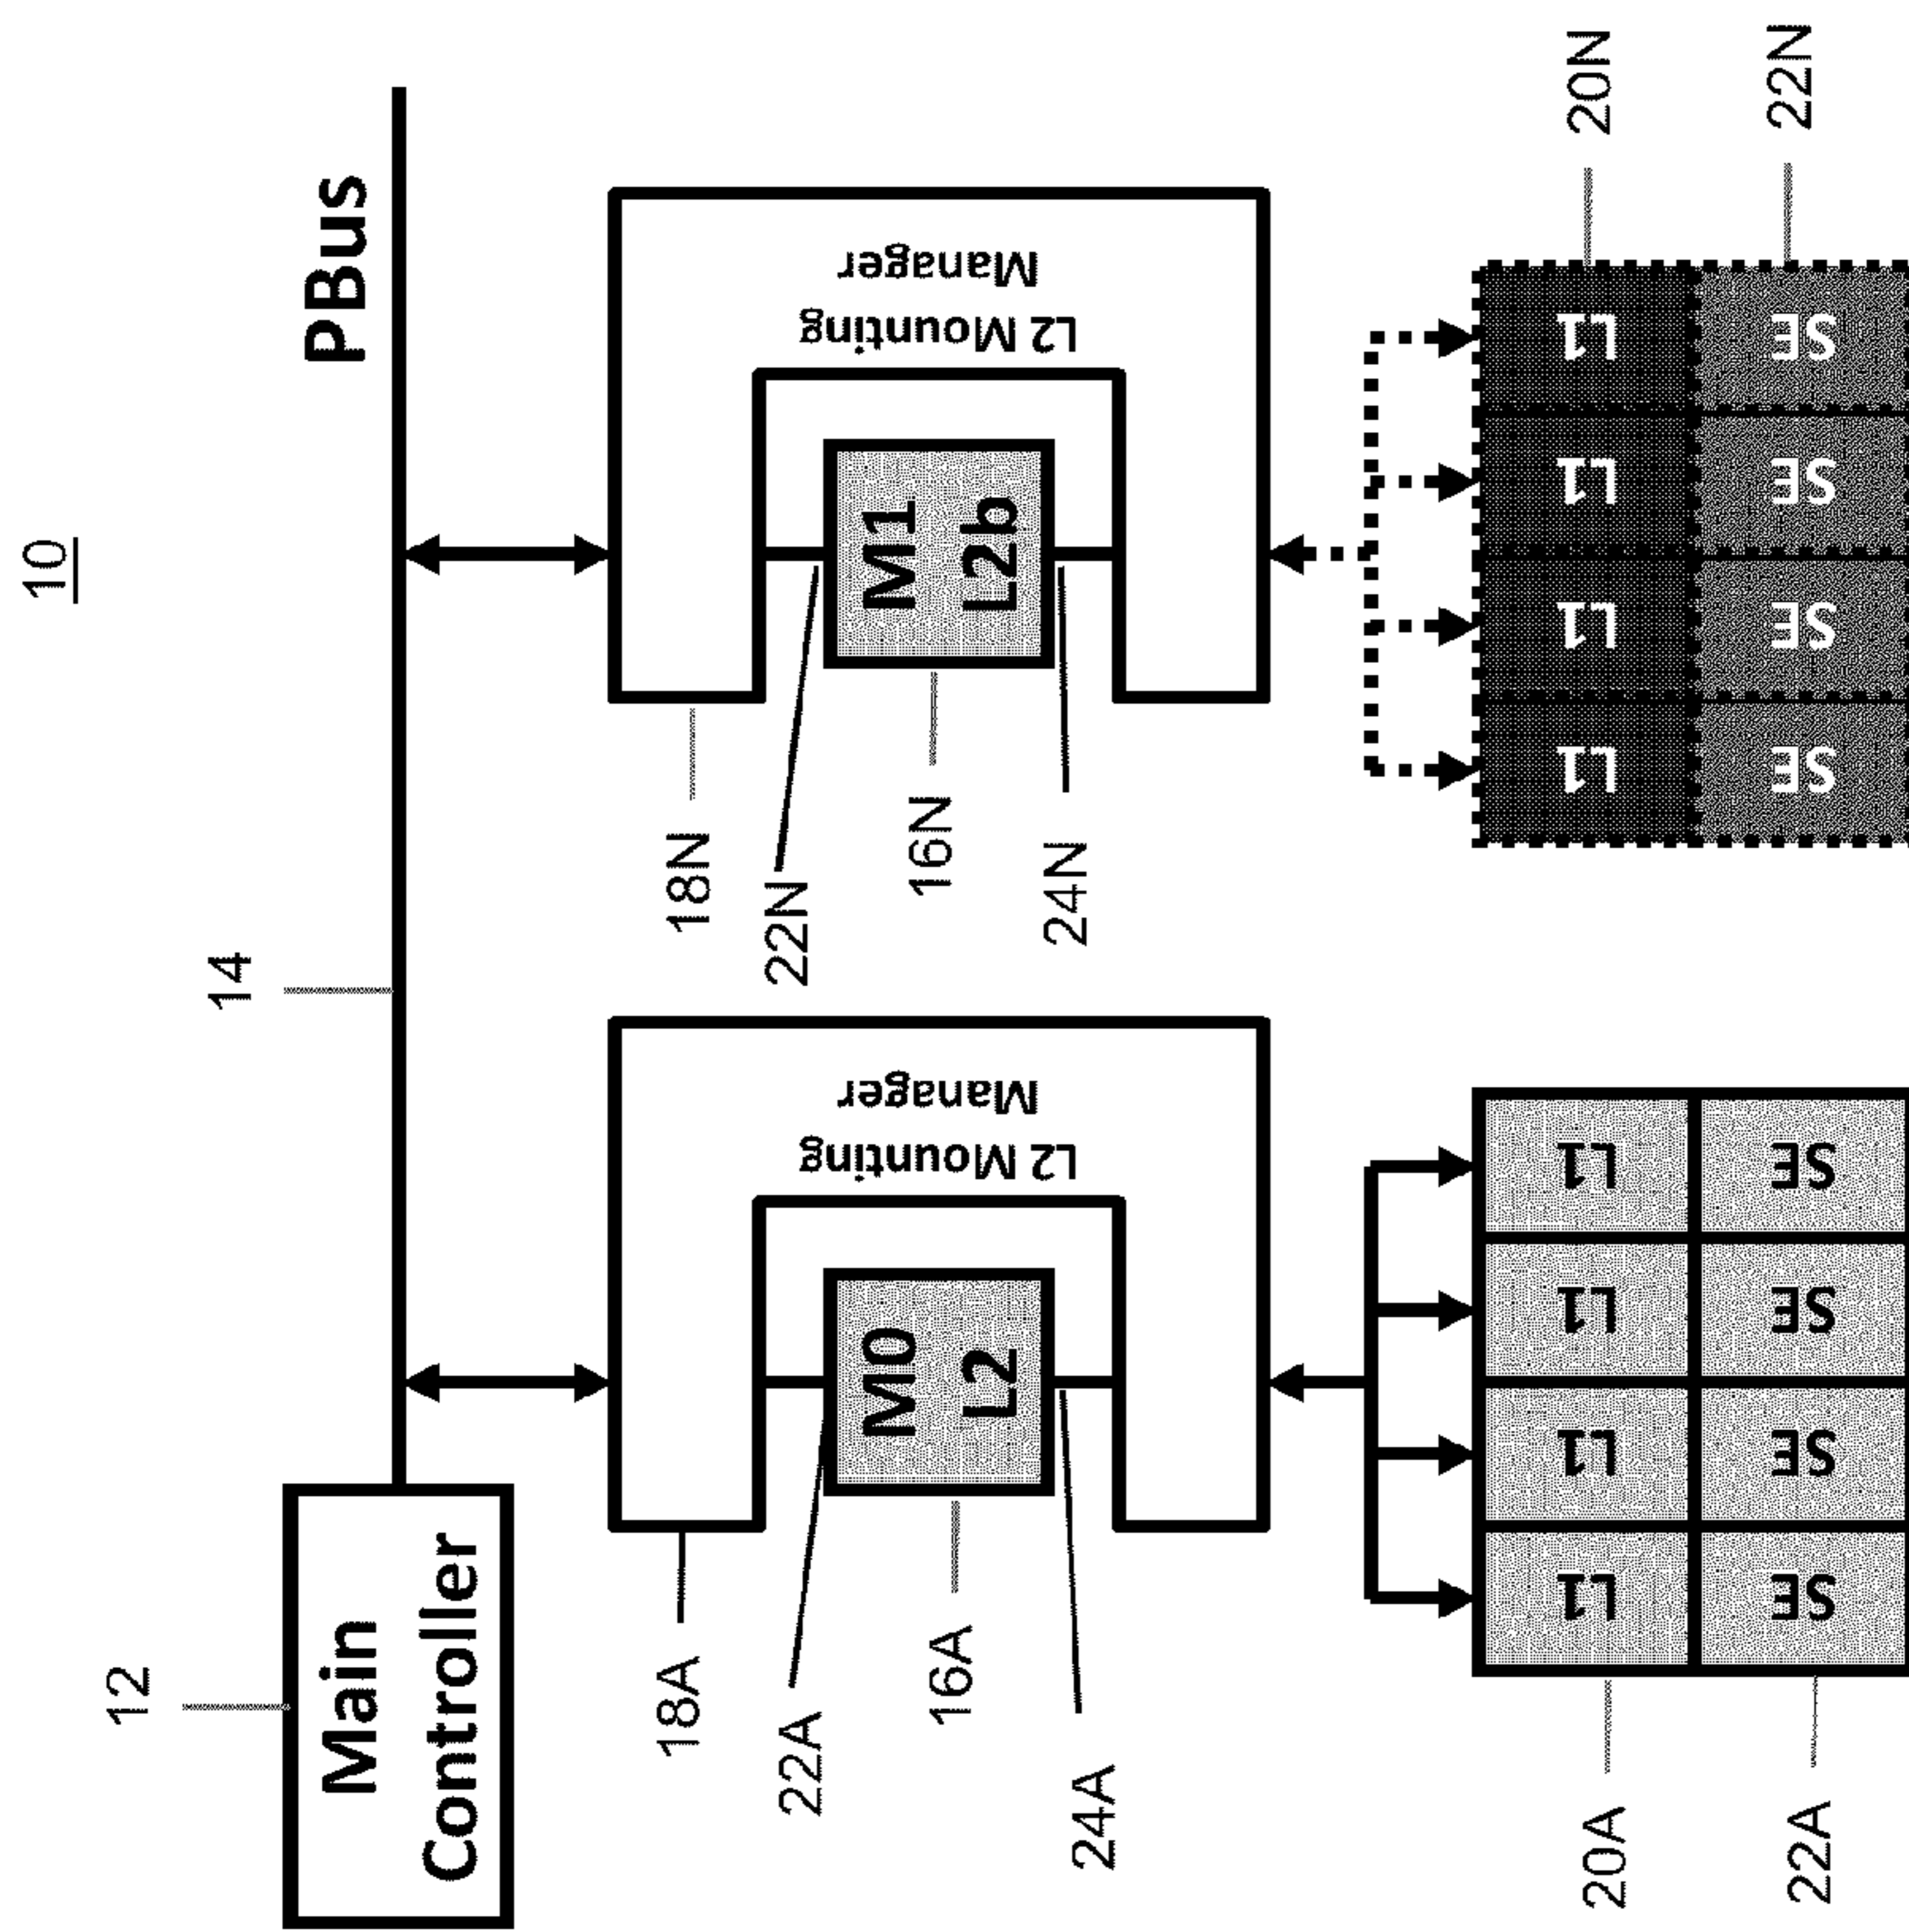 10
12
Main
Controller
14
PBus
18A
22A
16A
M0
L2
24A
L2 Mounting
Manager
18N
22N
16N
M1
L2b
24N
L2 Mounting
Manager
20A
L1 L1 L1 L1
22A
SE SE SE SE
L1 L1 L1 L1
20N
SE SE SE SE
22N